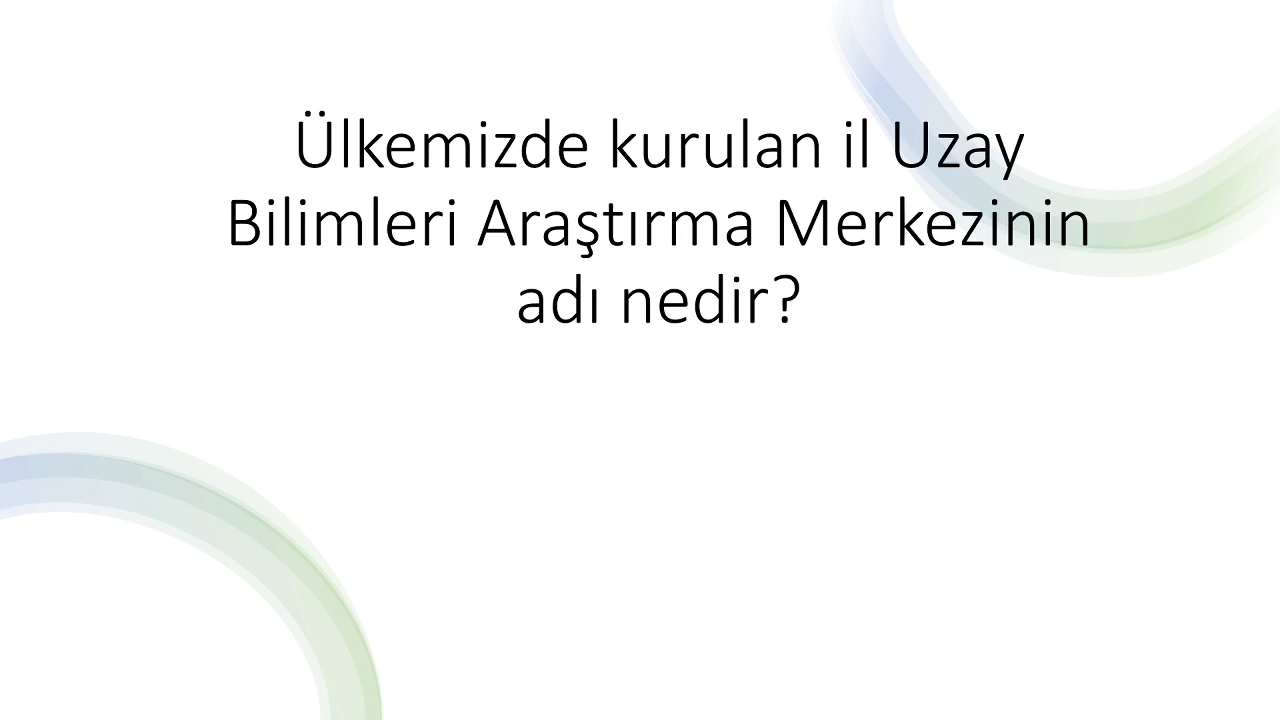 Ülkemizde kurulan il Uzay
Bilimleri Araştırma Merkezinin
adı nedir?